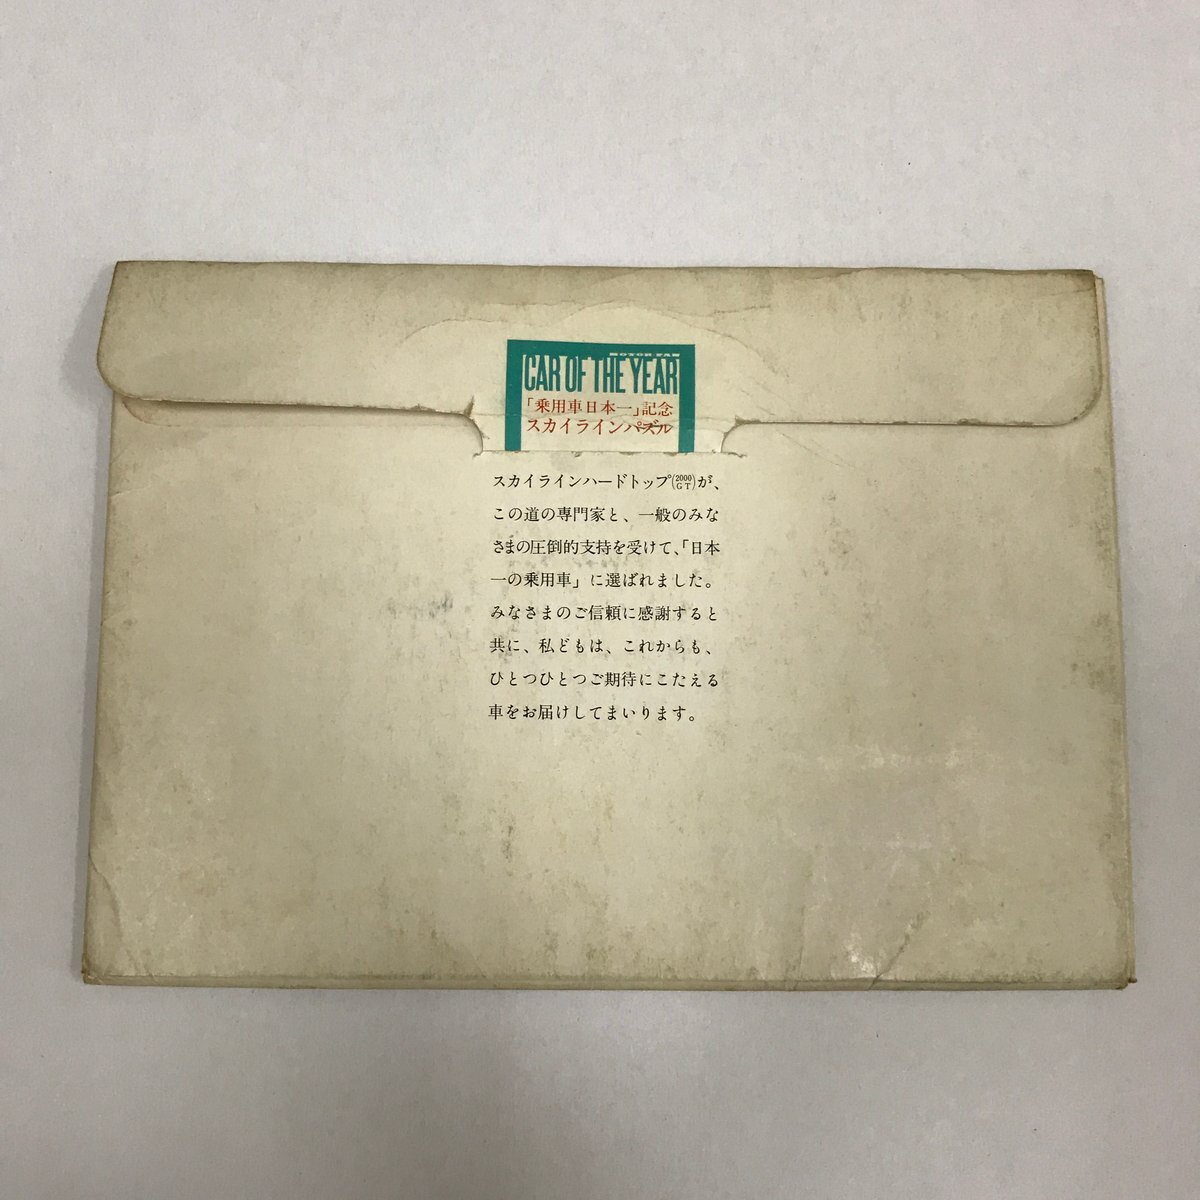 MOTOR FAN
CAR OF THE YEAR
「乗用車日本一」記念
スカイラインパズル
スカイラインハードトップ(2000GT)が、
この道の専門家と、一般のみな
さまの圧倒的支持を受けて、「日本
一の乗用車」に選ばれました。
みなさまのご信頼に感謝すると
共に、私どもは、これからも、
ひとつひとつご期待にこたえる
車をお届けしてまいります。